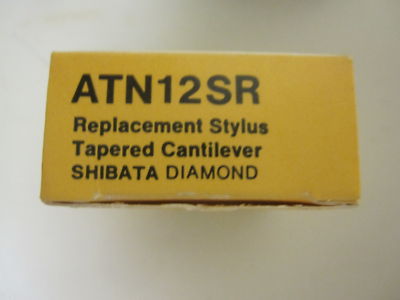 ATN12SR
Replacement Stylus
Tapered Cantilever
SHIBATA DIAMOND